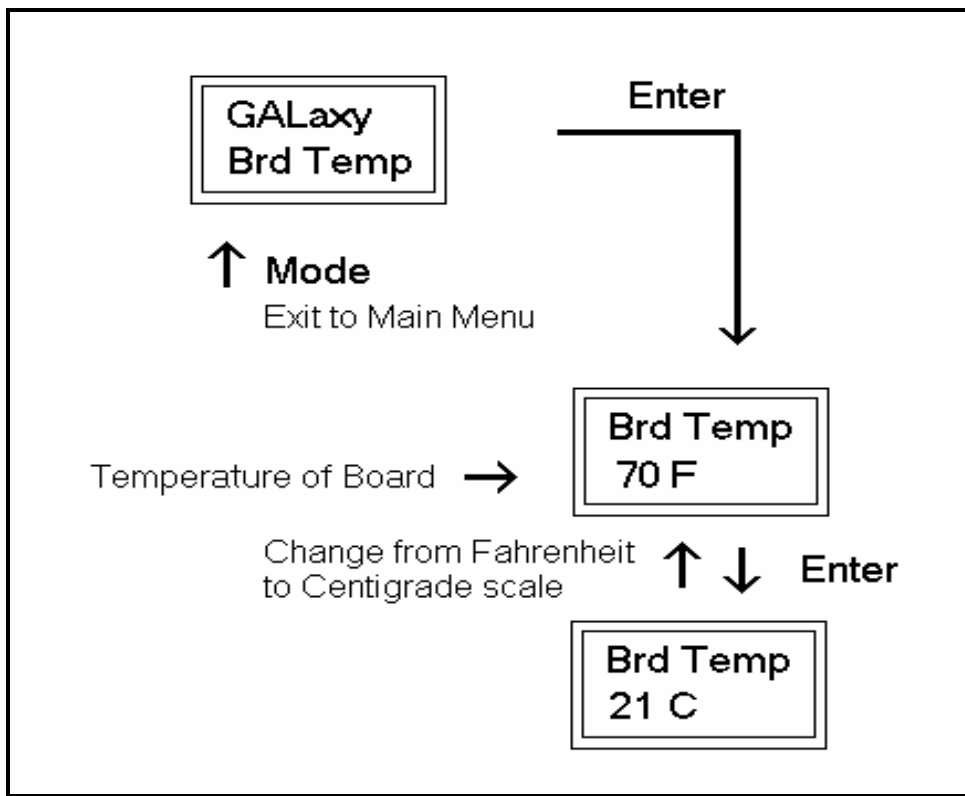 GALaxy
Brd Temp
Enter
↑ Mode
Exit to Main Menu
Brd Temp
70 F
Temperature of Board →
Change from Fahrenheit
to Centigrade scale
↑ ↓ Enter
Brd Temp
21 C